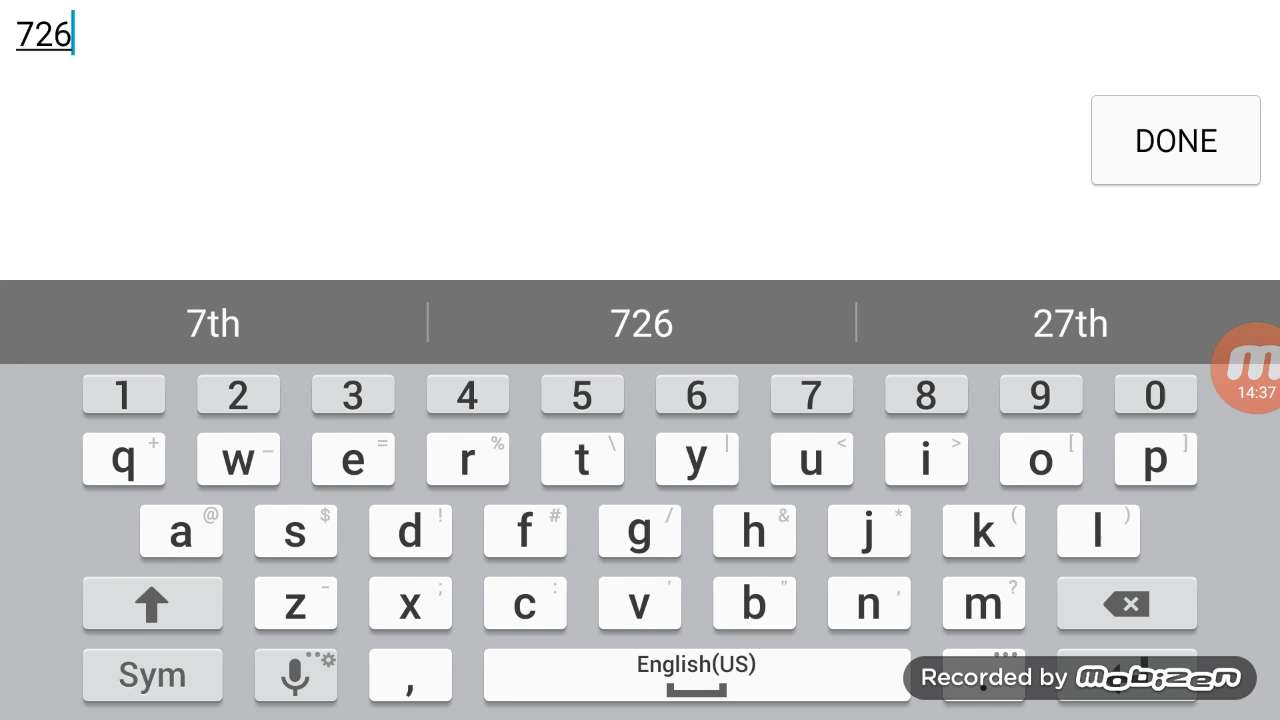 726
DONE
7th 726 27th
1 2 3 4 5 6 7 8 9 0
q + w _ e = r % t \ y | u < i > o [ p ]
a @ s $ d ! f # g / h & j * k ( l )
z - x ; c : v ' b " n , m ?
Sym , English(US) .
14:37
Recorded by mobizen